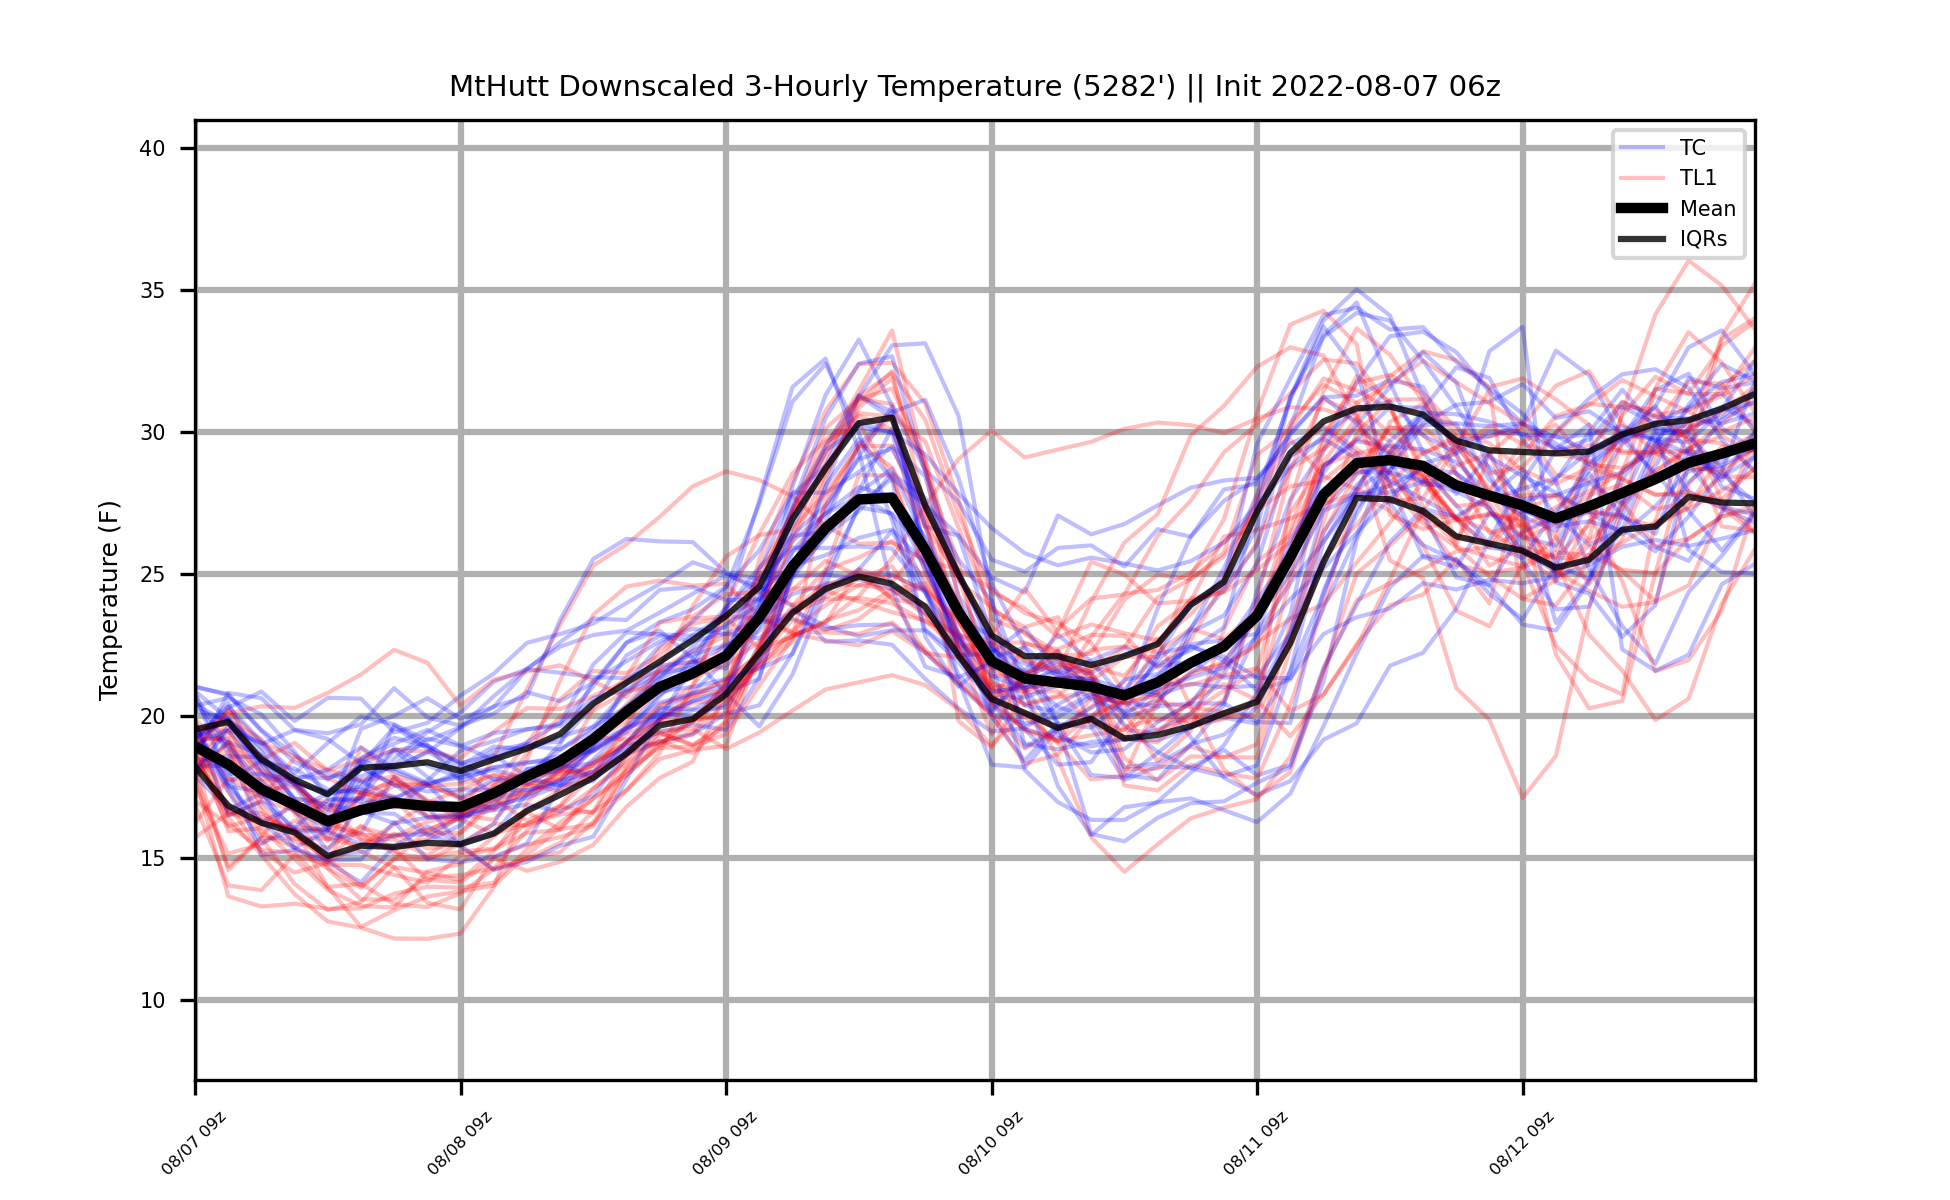 MtHutt Downscaled 3-Hourly Temperature (5282') || Init 2022-08-07 06z
TC
TL1
Mean
IQRs
Temperature (F)
40
35
30
25
20
15
10
08/07 09z
08/08 09z
08/09 09z
08/10 09z
08/11 09z
08/12 09z